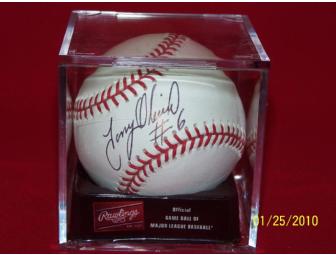 Tony Oliva
#6
Rawlings
Official
GAME BALL OF
MAJOR LEAGUE BASEBALL
01/25/2010